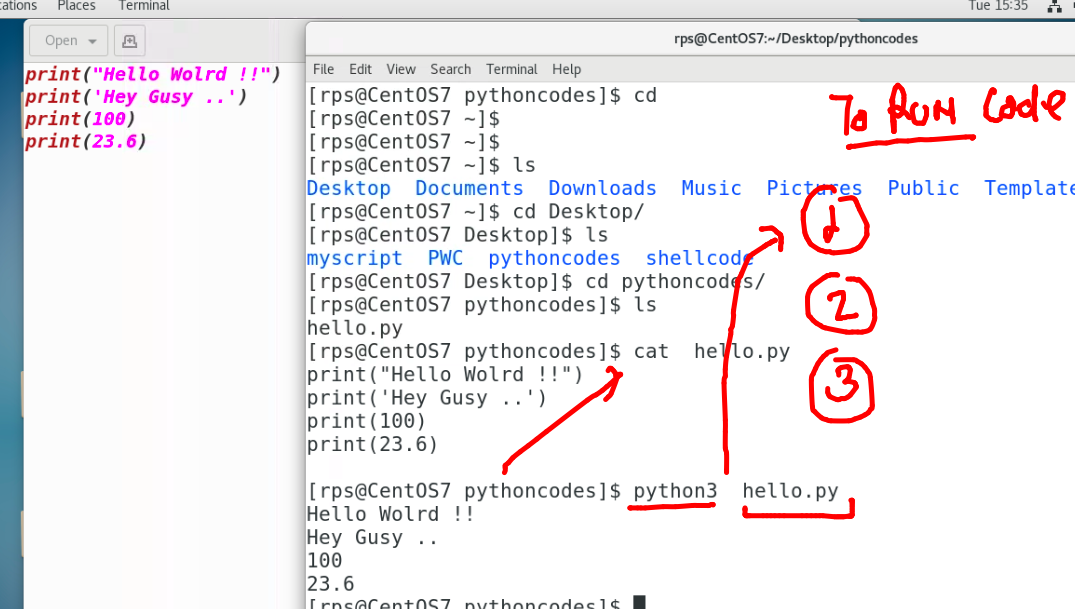 Places Terminal
Tue 15:35
Open
print("Hello Wolrd !!")
print('Hey Gusy ..')
print(100)
print(23.6)
rps@CentOS7:~/Desktop/pythoncodes
File Edit View Search Terminal Help
[rps@CentOS7 pythoncodes]$ cd
[rps@CentOS7 ~]$
[rps@CentOS7 ~]$
[rps@CentOS7 ~]$ ls
Desktop Documents Downloads Music Pictures Public Template
[rps@CentOS7 ~]$ cd Desktop/
[rps@CentOS7 Desktop]$ ls
myscript PWC pythoncodes shellcode
[rps@CentOS7 Desktop]$ cd pythoncodes/
[rps@CentOS7 pythoncodes]$ ls
hello.py
[rps@CentOS7 pythoncodes]$ cat hello.py
print("Hello Wolrd !!")
print('Hey Gusy ..')
print(100)
print(23.6)
[rps@CentOS7 pythoncodes]$ python3 hello.py
Hello Wolrd !!
Hey Gusy ..
100
23.6
[rps@CentOS7 pythoncodes]$
To RUN Code
1
2
3